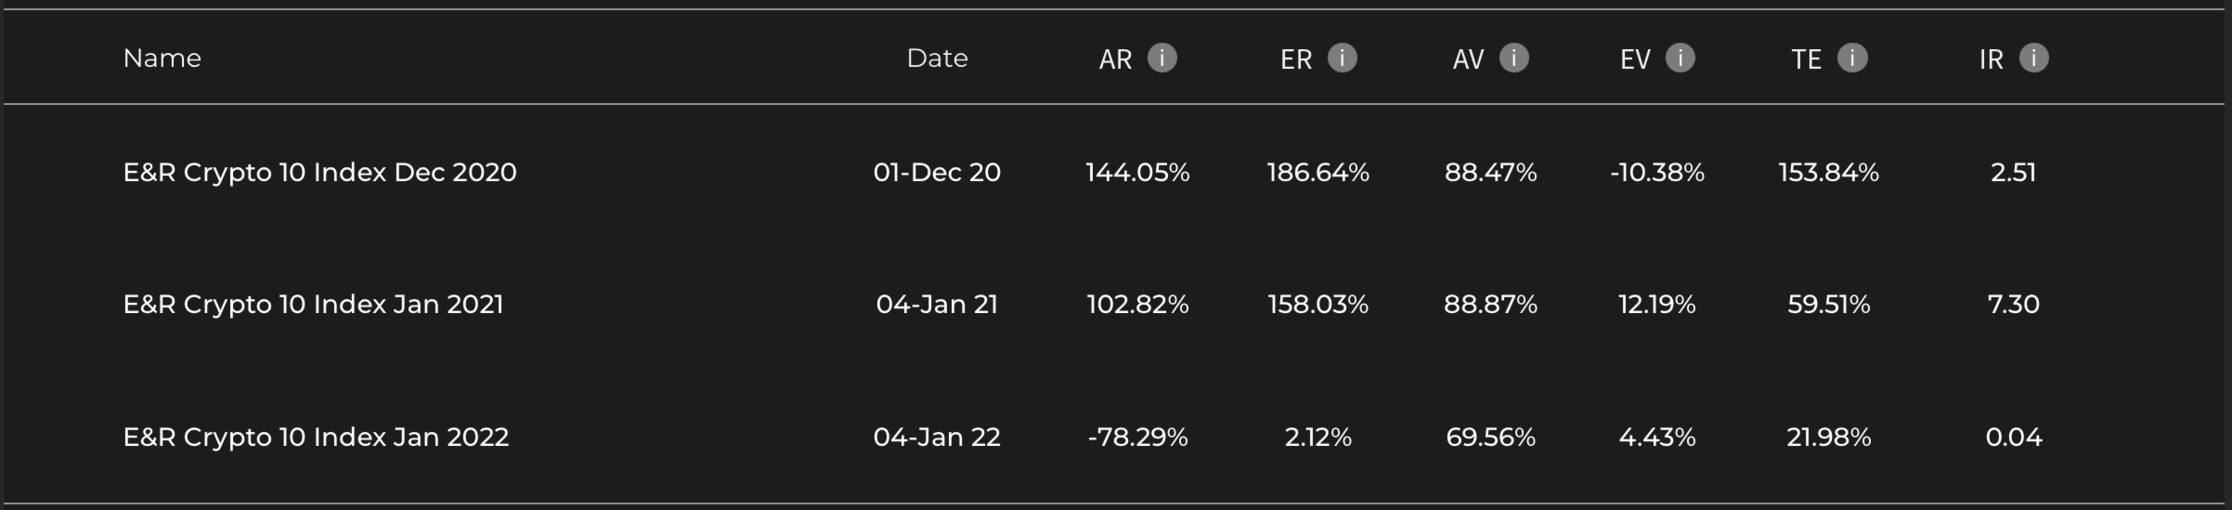 Name Date AR i ER i AV i EV i TE i IR i
E&R Crypto 10 Index Dec 2020 01-Dec 20 144.05% 186.64% 88.47% -10.38% 153.84% 2.51
E&R Crypto 10 Index Jan 2021 04-Jan 21 102.82% 158.03% 88.87% 12.19% 59.51% 7.30
E&R Crypto 10 Index Jan 2022 04-Jan 22 -78.29% 2.12% 69.56% 4.43% 21.98% 0.04